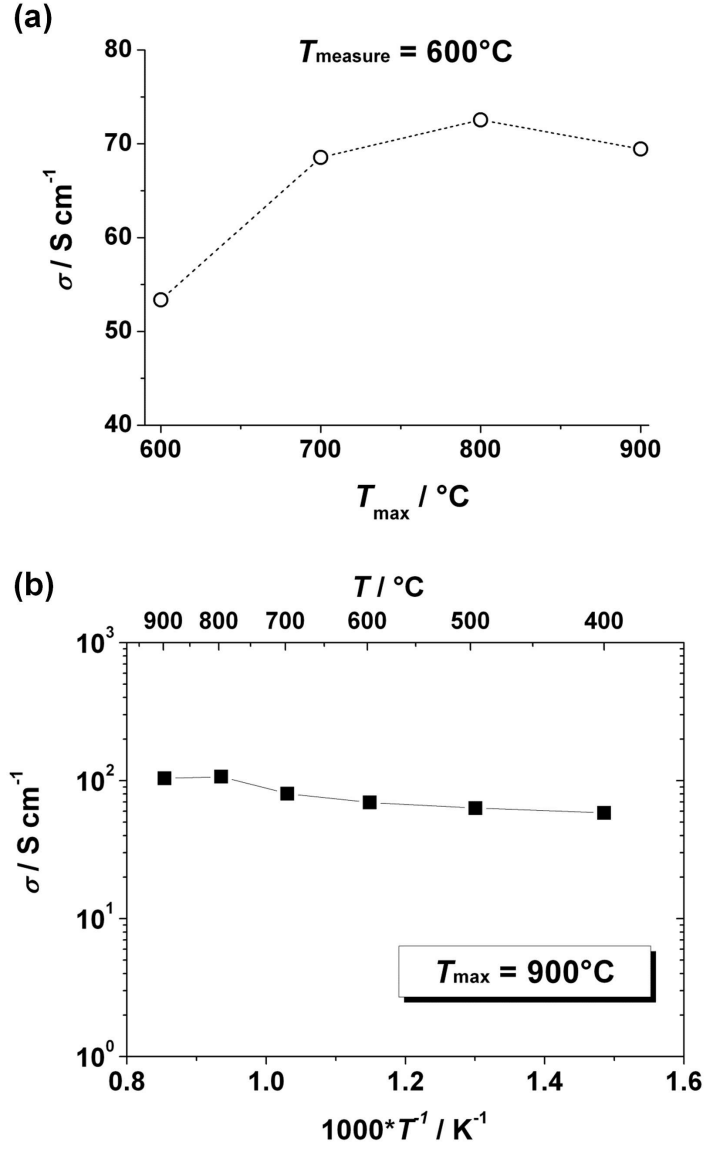 (a)
Tmeasure = 600°C
80
70
60
50
40
σ / S cm⁻¹
600 700 800 900
Tmax / °C
(b)
T / °C
900 800 700 600 500 400
10³
10²
10¹
10⁰
σ / S cm⁻¹
Tmax = 900°C
0.8 1.0 1.2 1.4 1.6
1000*T⁻¹ / K⁻¹